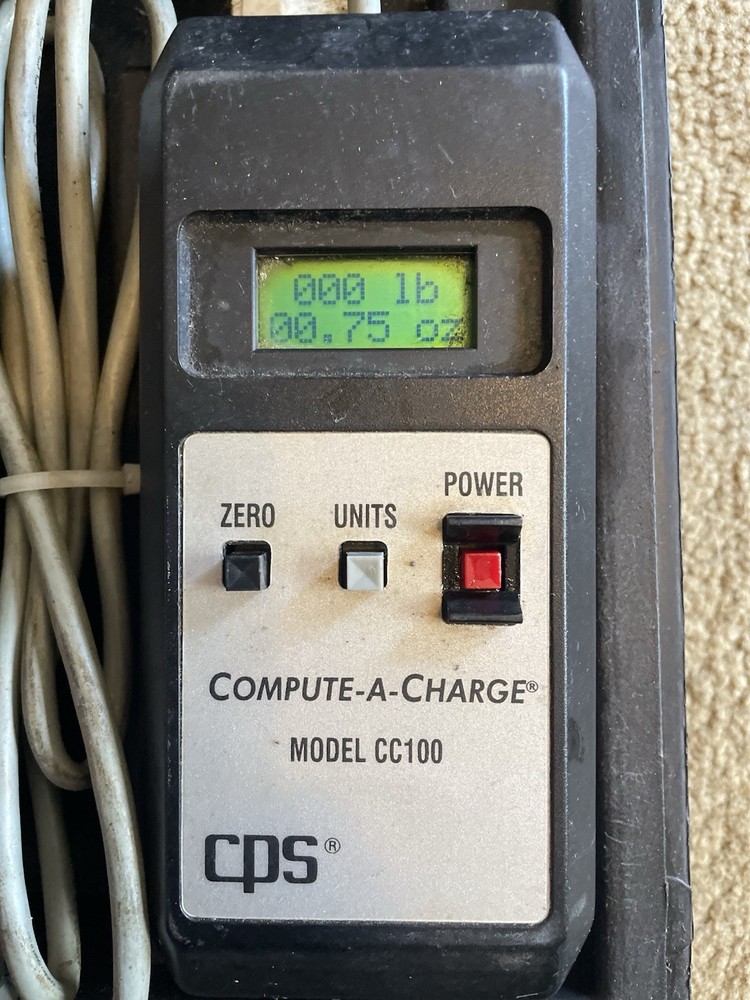 000 lb
00.75 oz
POWER
ZERO UNITS
COMPUTE-A-CHARGE®
MODEL CC100
cps®